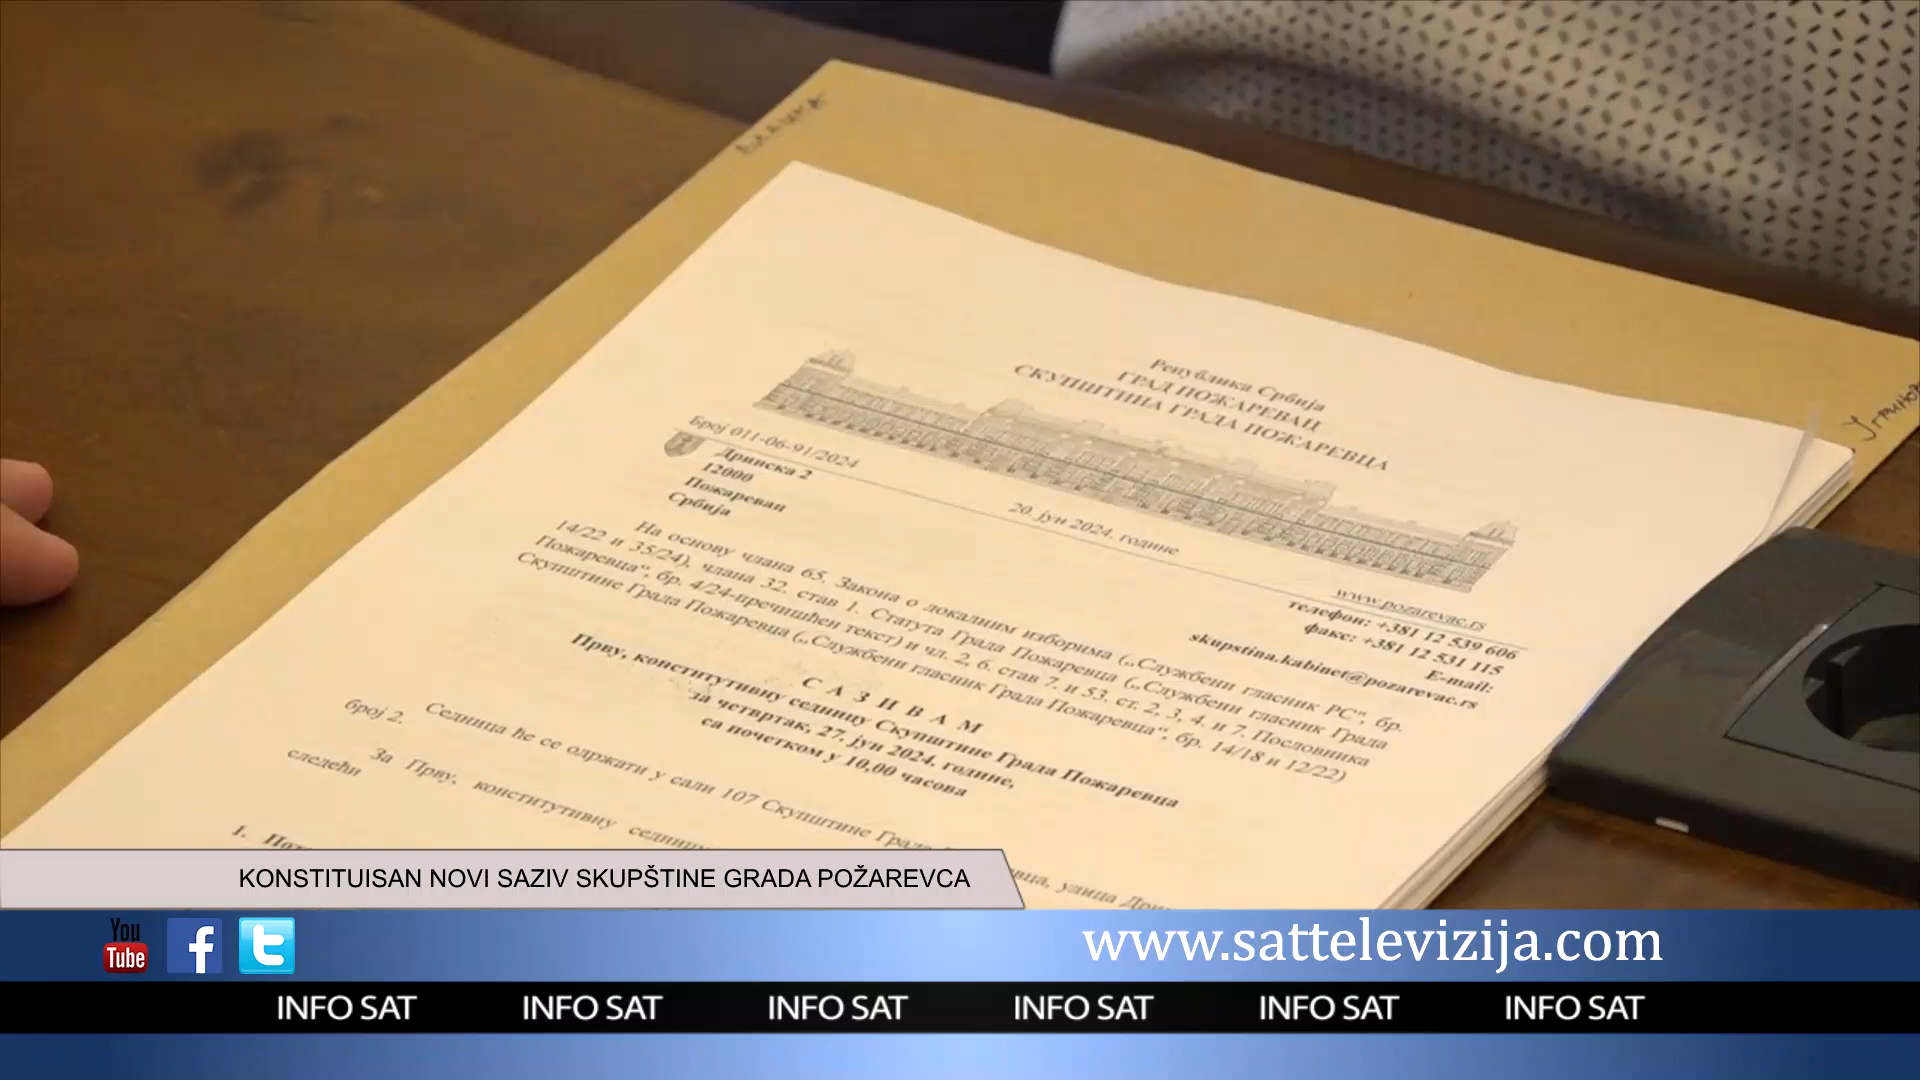 Република Србија
ГРАД ПОЖАРЕВАЦ
СКУПШТИНА ГРАДА ПОЖАРЕВЦА
Број 011-06-91/2024
Дринска 2
12000
Пожаревац
Србија
20. јун 2024. године
www.pozarevac.rs
телефон: +381 12 539 606
факс: +381 12 531 115
E-mail:
skupstina.kabinet@pozarevac.rs
На основу члана 65. Закона о локалним изборима („Службени гласник РС", бр.
14/22 и 35/24), члана 32. став 1. Статута Града Пожаревца („Службени гласник Града
Пожаревца“, бр. 4/24-пречишћен текст) и чл. 2, 6. став 7. и 53. ст. 2, 3, 4, и 7. Пословника
Скупштине Града Пожаревца („Службени гласник Града Пожаревца“, бр. 14/18 и 12/22)
С А З И В А М
Прву, конститутивну седницу Скупштине Града Пожаревца
за четвртак, 27. јун 2024. године,
са почетком у 10,00 часова
Седница ће се одржати у сали 107 Скупштине Града улица
број 2.
За Прву, конститутивну седницу
следећи
I.
KONSTITUISAN NOVI SAZIV SKUPŠTINE GRADA POŽAREVCA
You
Tube
www.sattelevizija.com
INFO SAT INFO SAT INFO SAT INFO SAT INFO SAT INFO SAT